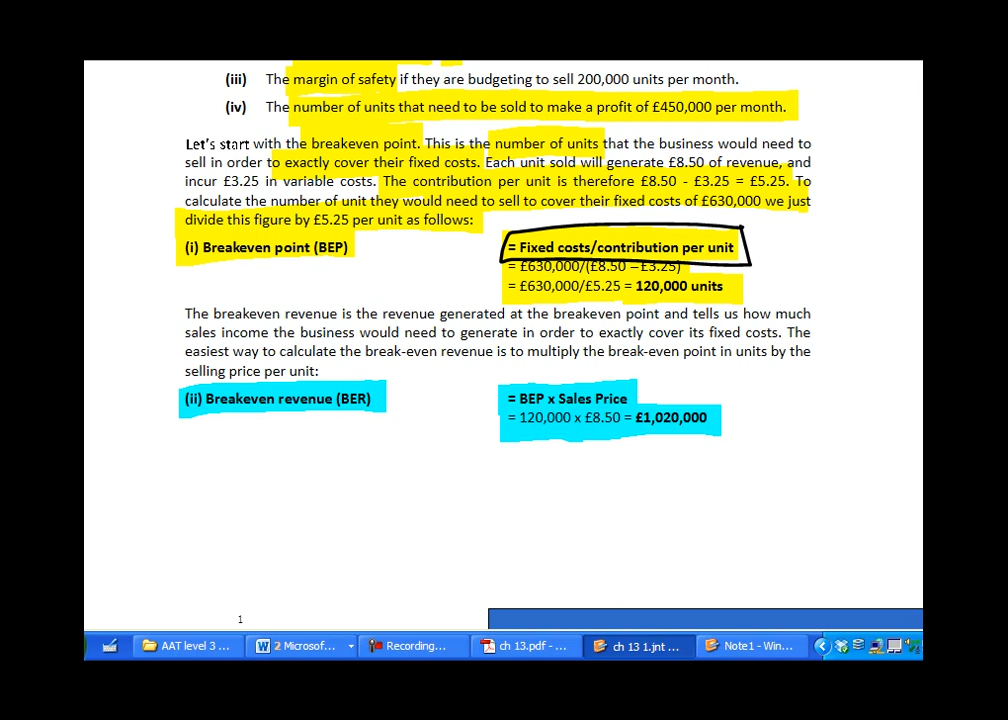 (iii) The margin of safety if they are budgeting to sell 200,000 units per month.
(iv) The number of units that need to be sold to make a profit of £450,000 per month.
Let's start with the breakeven point. This is the number of units that the business would need to
sell in order to exactly cover their fixed costs. Each unit sold will generate £8.50 of revenue, and
incur £3.25 in variable costs. The contribution per unit is therefore £8.50 - £3.25 = £5.25. To
calculate the number of unit they would need to sell to cover their fixed costs of £630,000 we just
divide this figure by £5.25 per unit as follows:
(i) Breakeven point (BEP) = Fixed costs/contribution per unit
= £630,000/(£8.50 – £3.25)
= £630,000/£5.25 = 120,000 units
The breakeven revenue is the revenue generated at the breakeven point and tells us how much
sales income the business would need to generate in order to exactly cover its fixed costs. The
easiest way to calculate the break-even revenue is to multiply the break-even point in units by the
selling price per unit:
(ii) Breakeven revenue (BER) = BEP x Sales Price
= 120,000 x £8.50 = £1,020,000
1
AAT level 3 ... 2 Microsof... Recording... ch 13.pdf - ... ch 13 1.jnt ... Note1 - Win...